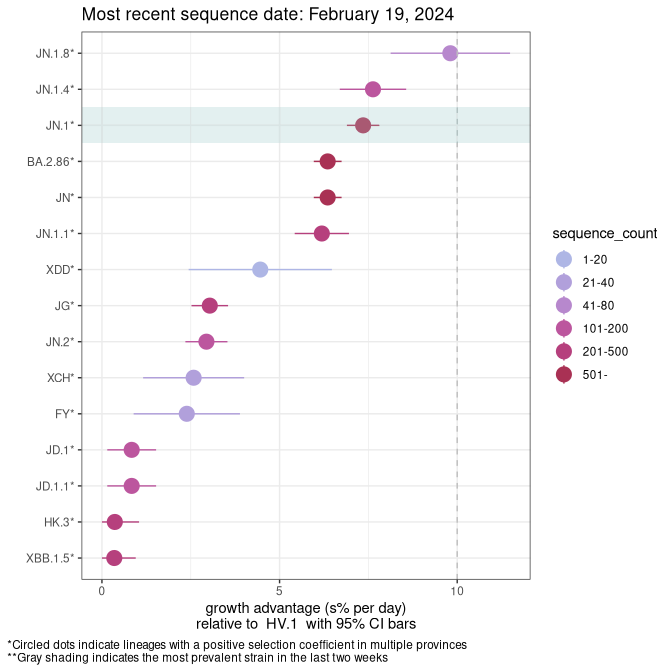 Most recent sequence date: February 19, 2024
JN.1.8*
JN.1.4*
JN.1*
BA.2.86*
JN*
JN.1.1*
XDD*
JG*
JN.2*
XCH*
FY*
JD.1*
JD.1.1*
HK.3*
XBB.1.5*
0 5 10
growth advantage (s% per day)
relative to HV.1 with 95% CI bars
sequence_count
1-20
21-40
41-80
101-200
201-500
501-
*Circled dots indicate lineages with a positive selection coefficient in multiple provinces
**Gray shading indicates the most prevalent strain in the last two weeks